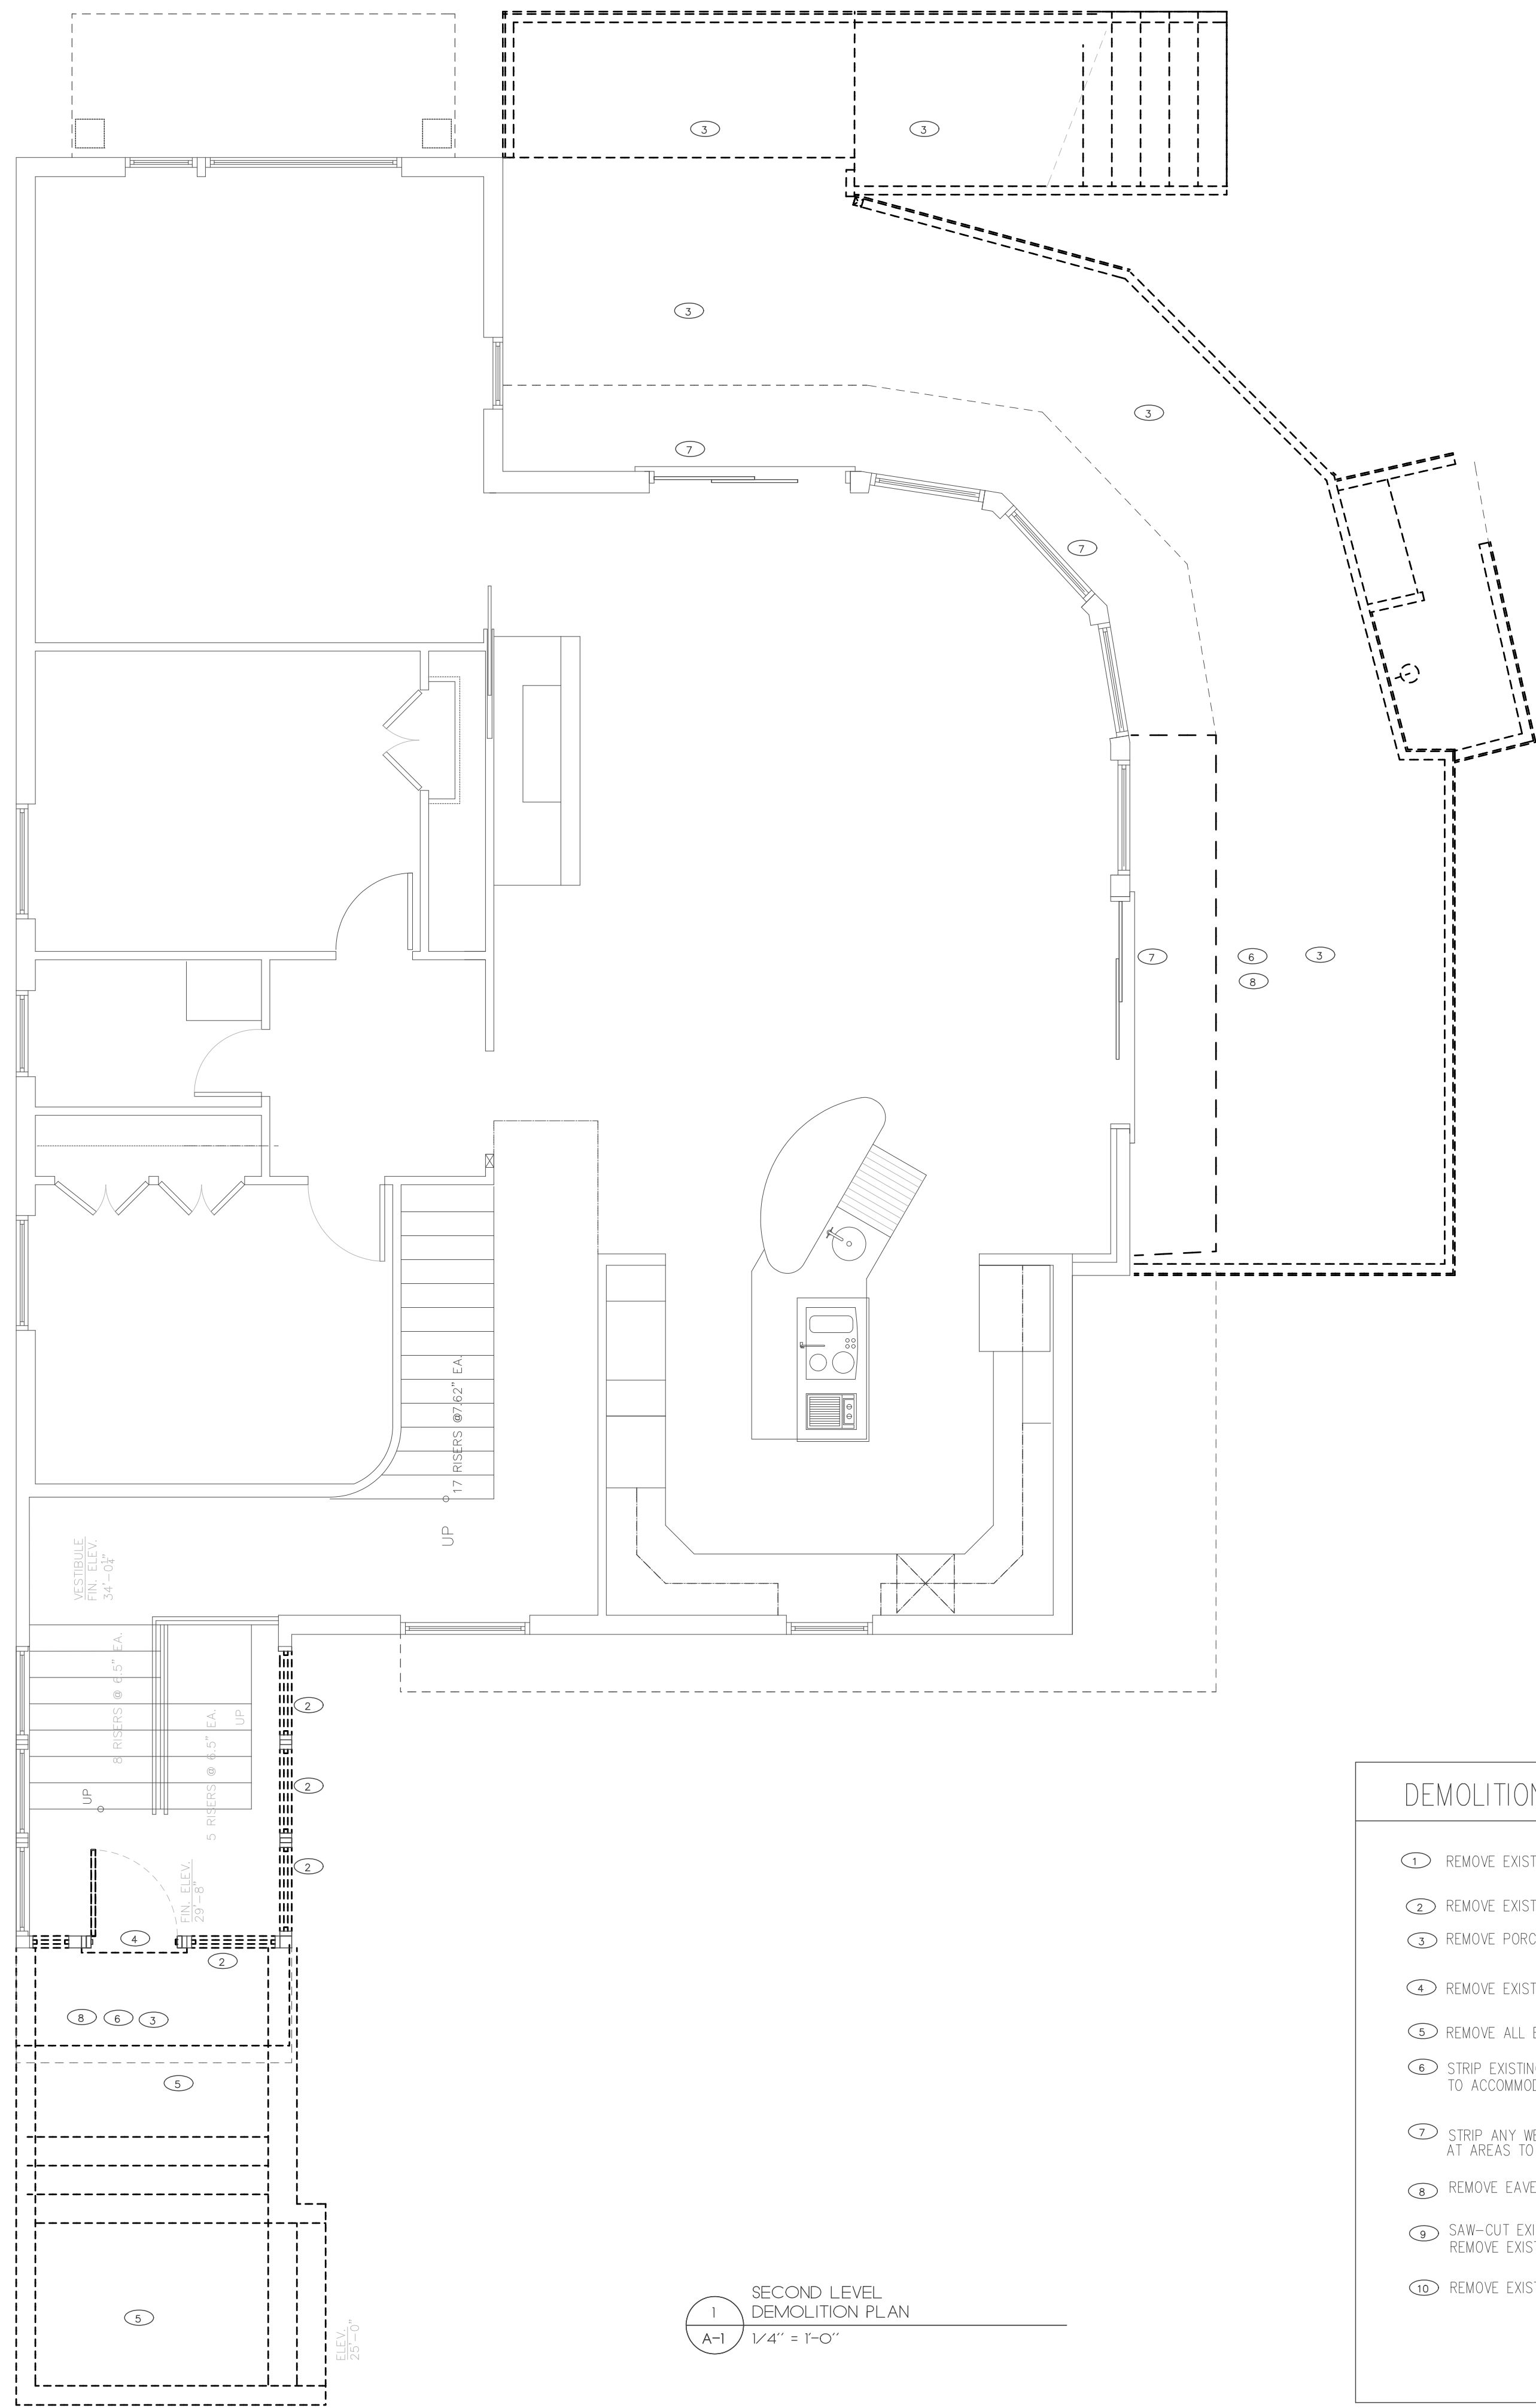 3
3
3
3
7
7
7
6
3
8
17 RISERS @7.62" EA.
UP
VESTIBULE
FIN. ELEV.
34'-0¼"
8 RISERS @ 6.5" EA.
UP
5 RISERS @ 6.5" EA.
UP
FIN. ELEV.
29'-8"
2
2
2
4
2
8
6
3
5
5
ELEV.
25'-0"
1
A-1
SECOND LEVEL
DEMOLITION PLAN
1/4" = 1'-0"
DEMOLITION
1 REMOVE EXIST
2 REMOVE EXIST
3 REMOVE PORC
4 REMOVE EXIST
5 REMOVE ALL E
6 STRIP EXISTIN
TO ACCOMMOD
7 STRIP ANY WE
AT AREAS TO
8 REMOVE EAVE
9 SAW-CUT EXI
REMOVE EXIST
10 REMOVE EXIST